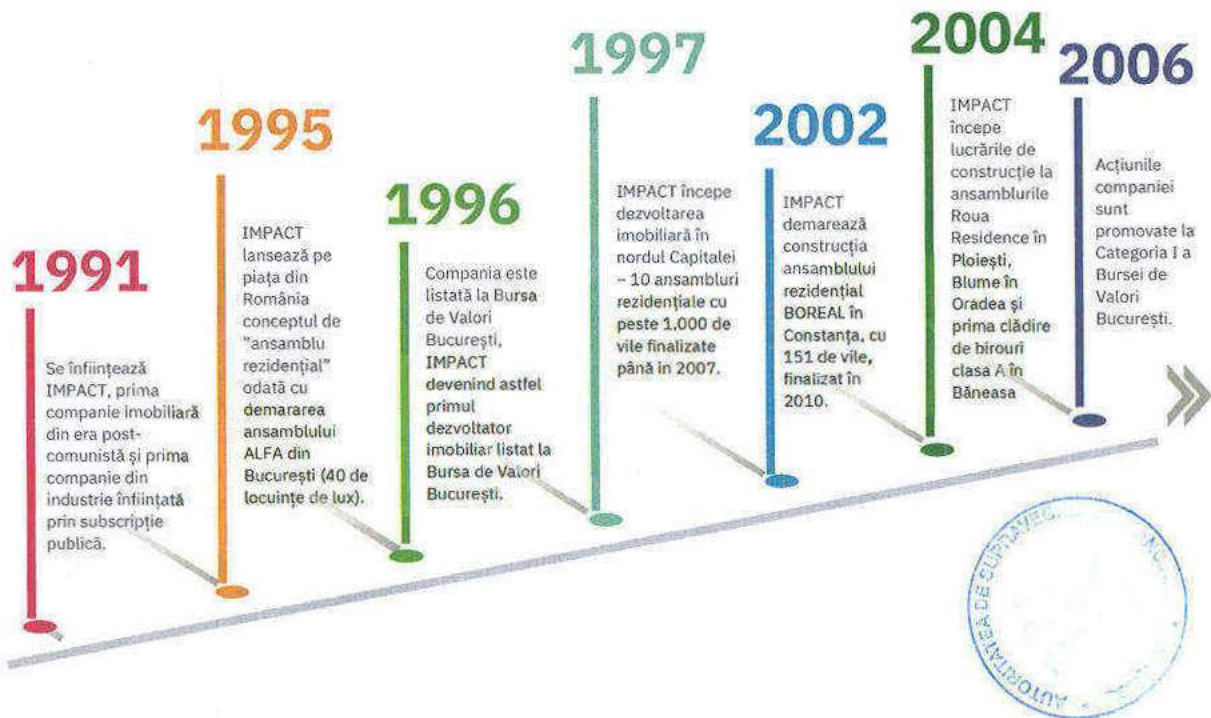 1991
Se înființează
IMPACT, prima
companie imobiliară
din era post-
comunistă și prima
companie din
industrie înființată
prin subscripție
publică.
1995
IMPACT
lansează pe
piața din
România
conceptul de
"ansamblu
rezidențial"
odată cu
demararea
ansamblului
ALFA din
București (40 de
locuințe de lux).
1996
Compania este
listată la Bursa
de Valori
București,
IMPACT
devenind astfel
primul
dezvoltator
imobiliar listat la
Bursa de Valori
București.
1997
IMPACT începe
dezvoltarea
imobiliară în
nordul Capitalei
– 10 ansambluri
rezidențiale cu
peste 1.000 de
vile finalizate
până in 2007.
2002
IMPACT
demarează
construcția
ansamblului
rezidențial
BOREAL în
Constanța, cu
151 de vile,
finalizat în
2010.
2004
IMPACT
începe
lucrările de
construcție la
ansamblurile
Roua
Residence în
Ploiești,
Blume în
Oradea și
prima clădire
de birouri
clasa A în
Băneasa
2006
Acțiunile
companiei
sunt
promovate la
Categoria I a
Bursei de
Valori
București.
AUTORITATEA DE